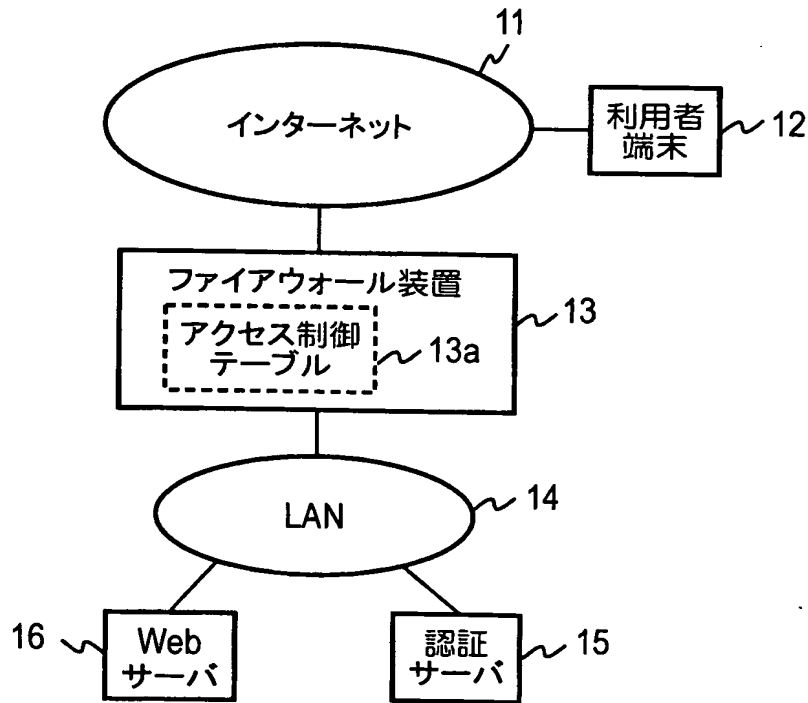 11
インターネット
利用者
端末
12
ファイアウォール装置
アクセス制御
テーブル
13a
13
LAN
14
16
Web
サーバ
認証
サーバ
15